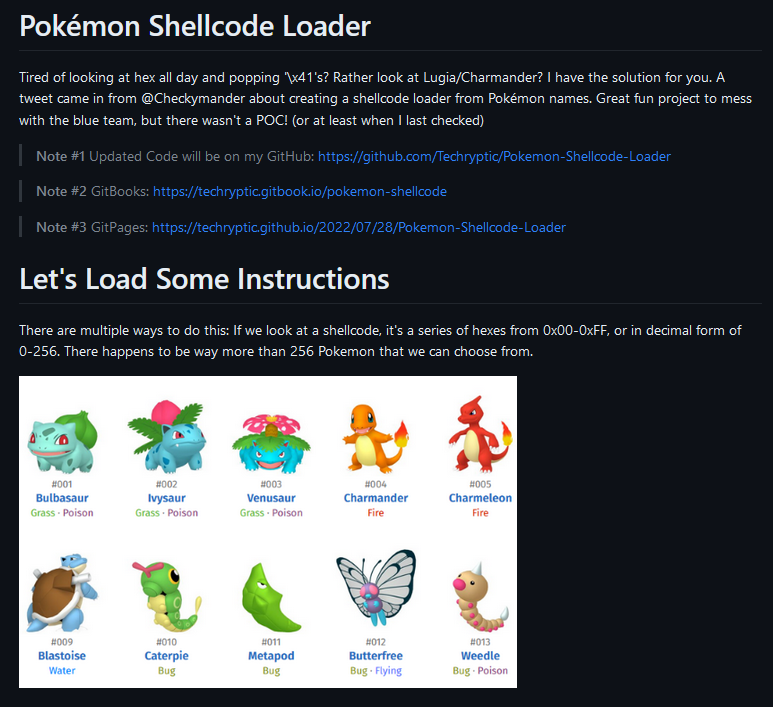 Pokémon Shellcode Loader
Tired of looking at hex all day and popping '\x41's? Rather look at Lugia/Charmander? I have the solution for you. A
tweet came in from @Checkymander about creating a shellcode loader from Pokémon names. Great fun project to mess
with the blue team, but there wasn't a POC! (or at least when I last checked)
Note #1 Updated Code will be on my GitHub: https://github.com/Techryptic/Pokemon-Shellcode-Loader
Note #2 GitBooks: https://techryptic.gitbook.io/pokemon-shellcode
Note #3 GitPages: https://techryptic.github.io/2022/07/28/Pokemon-Shellcode-Loader
Let's Load Some Instructions
There are multiple ways to do this: If we look at a shellcode, it's a series of hexes from 0x00-0xFF, or in decimal form of
0-256. There happens to be way more than 256 Pokemon that we can choose from.
#001 #002 #003 #004 #005
Bulbasaur Ivysaur Venusaur Charmander Charmeleon
Grass · Poison Grass · Poison Grass · Poison Fire Fire
#009 #010 #011 #012 #013
Blastoise Caterpie Metapod Butterfree Weedle
Water Bug Bug Bug · Flying Bug · Poison